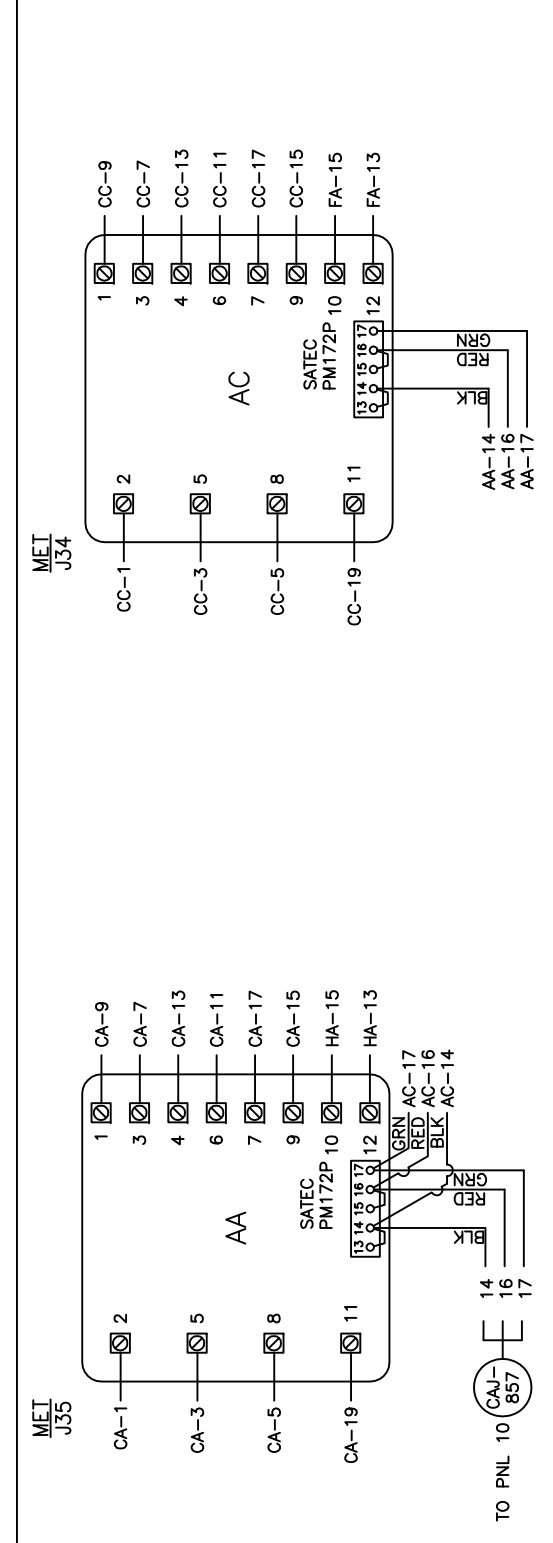 MET
J35
AA
SATEC
PM172P
CA-1
2
CA-3
5
CA-5
8
CA-19
11
1
CA-9
3
CA-7
4
CA-13
6
CA-11
7
CA-17
9
CA-15
10
HA-15
12
HA-13
13 14 15 16 17
GRN
AC-17
RED
AC-16
BLK
AC-14
BLK
RED
GRN
14
16
17
TO PNL 10
CAJ-
857
MET
J34
AC
SATEC
PM172P
CC-1
2
CC-3
5
CC-5
8
CC-19
11
1
CC-9
3
CC-7
4
CC-13
6
CC-11
7
CC-17
9
CC-15
10
FA-15
12
FA-13
13 14 15 16 17
BLK
RED
GRN
AA-14
AA-16
AA-17